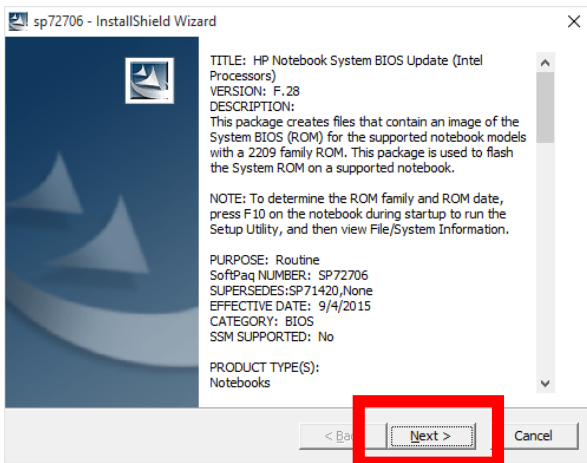 sp72706 - InstallShield Wizard
TITLE: HP Notebook System BIOS Update (Intel
Processors)
VERSION: F.28
DESCRIPTION:
This package creates files that contain an image of the
System BIOS (ROM) for the supported notebook models
with a 2209 family ROM. This package is used to flash
the System ROM on a supported notebook.
NOTE: To determine the ROM family and ROM date,
press F10 on the notebook during startup to run the
Setup Utility, and then view File/System Information.
PURPOSE: Routine
SoftPaq NUMBER: SP72706
SUPERSEDES:SP71420,None
EFFECTIVE DATE: 9/4/2015
CATEGORY: BIOS
SSM SUPPORTED: No
PRODUCT TYPE(S):
Notebooks
Next >
Cancel